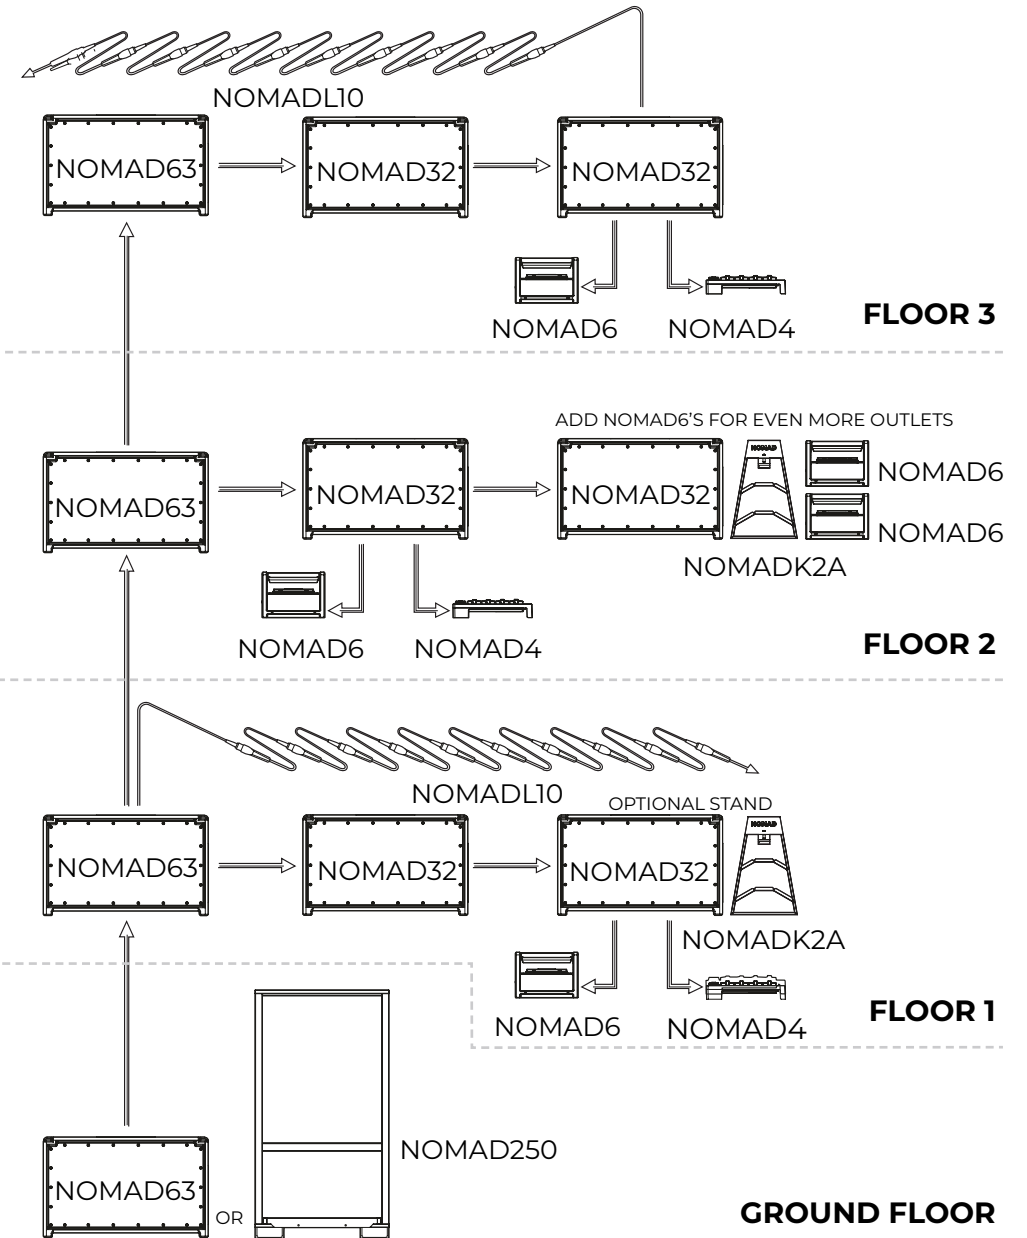 NOMADL10
NOMAD63
NOMAD32
NOMAD32
NOMAD6
NOMAD4
FLOOR 3
ADD NOMAD6'S FOR EVEN MORE OUTLETS
NOMAD63
NOMAD32
NOMAD32
NOMAD
NOMAD6
NOMAD6
NOMADK2A
NOMAD6
NOMAD4
FLOOR 2
NOMADL10
OPTIONAL STAND
NOMAD63
NOMAD32
NOMAD32
NOMAD
NOMADK2A
NOMAD6
NOMAD4
FLOOR 1
NOMAD63
OR
NOMAD250
GROUND FLOOR